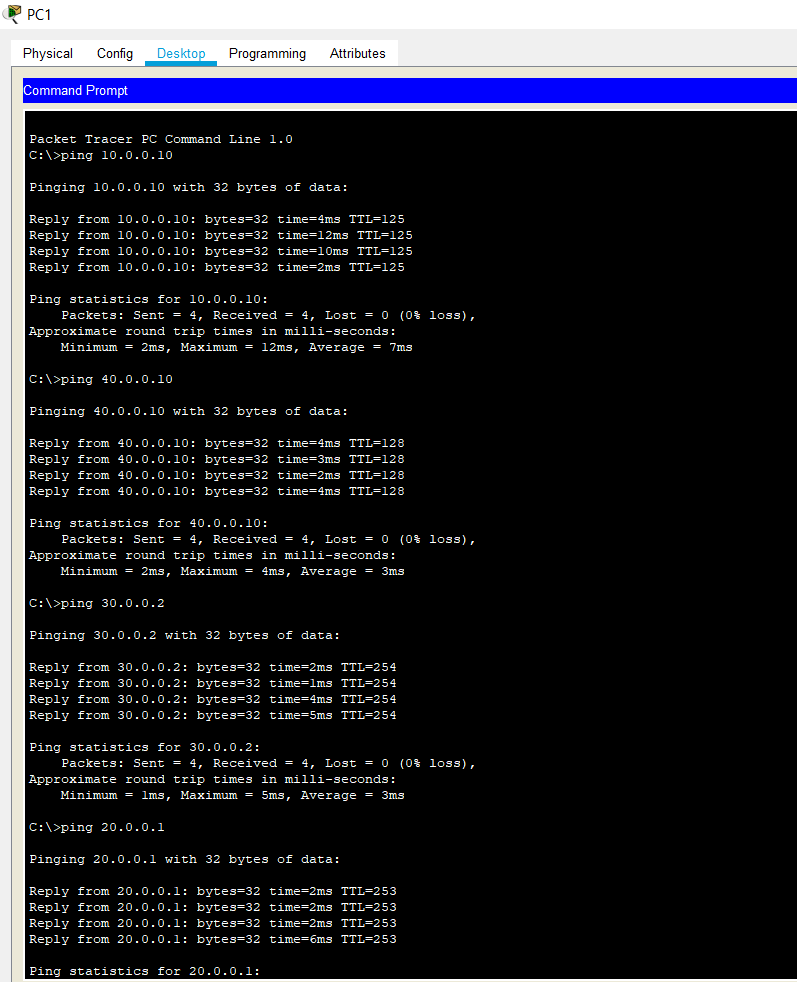 PC1
Physical Config Desktop Programming Attributes
Command Prompt
Packet Tracer PC Command Line 1.0
C:\>ping 10.0.0.10
Pinging 10.0.0.10 with 32 bytes of data:
Reply from 10.0.0.10: bytes=32 time=4ms TTL=125
Reply from 10.0.0.10: bytes=32 time=12ms TTL=125
Reply from 10.0.0.10: bytes=32 time=10ms TTL=125
Reply from 10.0.0.10: bytes=32 time=2ms TTL=125
Ping statistics for 10.0.0.10:
    Packets: Sent = 4, Received = 4, Lost = 0 (0% loss),
Approximate round trip times in milli-seconds:
    Minimum = 2ms, Maximum = 12ms, Average = 7ms
C:\>ping 40.0.0.10
Pinging 40.0.0.10 with 32 bytes of data:
Reply from 40.0.0.10: bytes=32 time=4ms TTL=128
Reply from 40.0.0.10: bytes=32 time=3ms TTL=128
Reply from 40.0.0.10: bytes=32 time=2ms TTL=128
Reply from 40.0.0.10: bytes=32 time=4ms TTL=128
Ping statistics for 40.0.0.10:
    Packets: Sent = 4, Received = 4, Lost = 0 (0% loss),
Approximate round trip times in milli-seconds:
    Minimum = 2ms, Maximum = 4ms, Average = 3ms
C:\>ping 30.0.0.2
Pinging 30.0.0.2 with 32 bytes of data:
Reply from 30.0.0.2: bytes=32 time=2ms TTL=254
Reply from 30.0.0.2: bytes=32 time=1ms TTL=254
Reply from 30.0.0.2: bytes=32 time=4ms TTL=254
Reply from 30.0.0.2: bytes=32 time=5ms TTL=254
Ping statistics for 30.0.0.2:
    Packets: Sent = 4, Received = 4, Lost = 0 (0% loss),
Approximate round trip times in milli-seconds:
    Minimum = 1ms, Maximum = 5ms, Average = 3ms
C:\>ping 20.0.0.1
Pinging 20.0.0.1 with 32 bytes of data:
Reply from 20.0.0.1: bytes=32 time=2ms TTL=253
Reply from 20.0.0.1: bytes=32 time=2ms TTL=253
Reply from 20.0.0.1: bytes=32 time=2ms TTL=253
Reply from 20.0.0.1: bytes=32 time=6ms TTL=253
Ping statistics for 20.0.0.1: